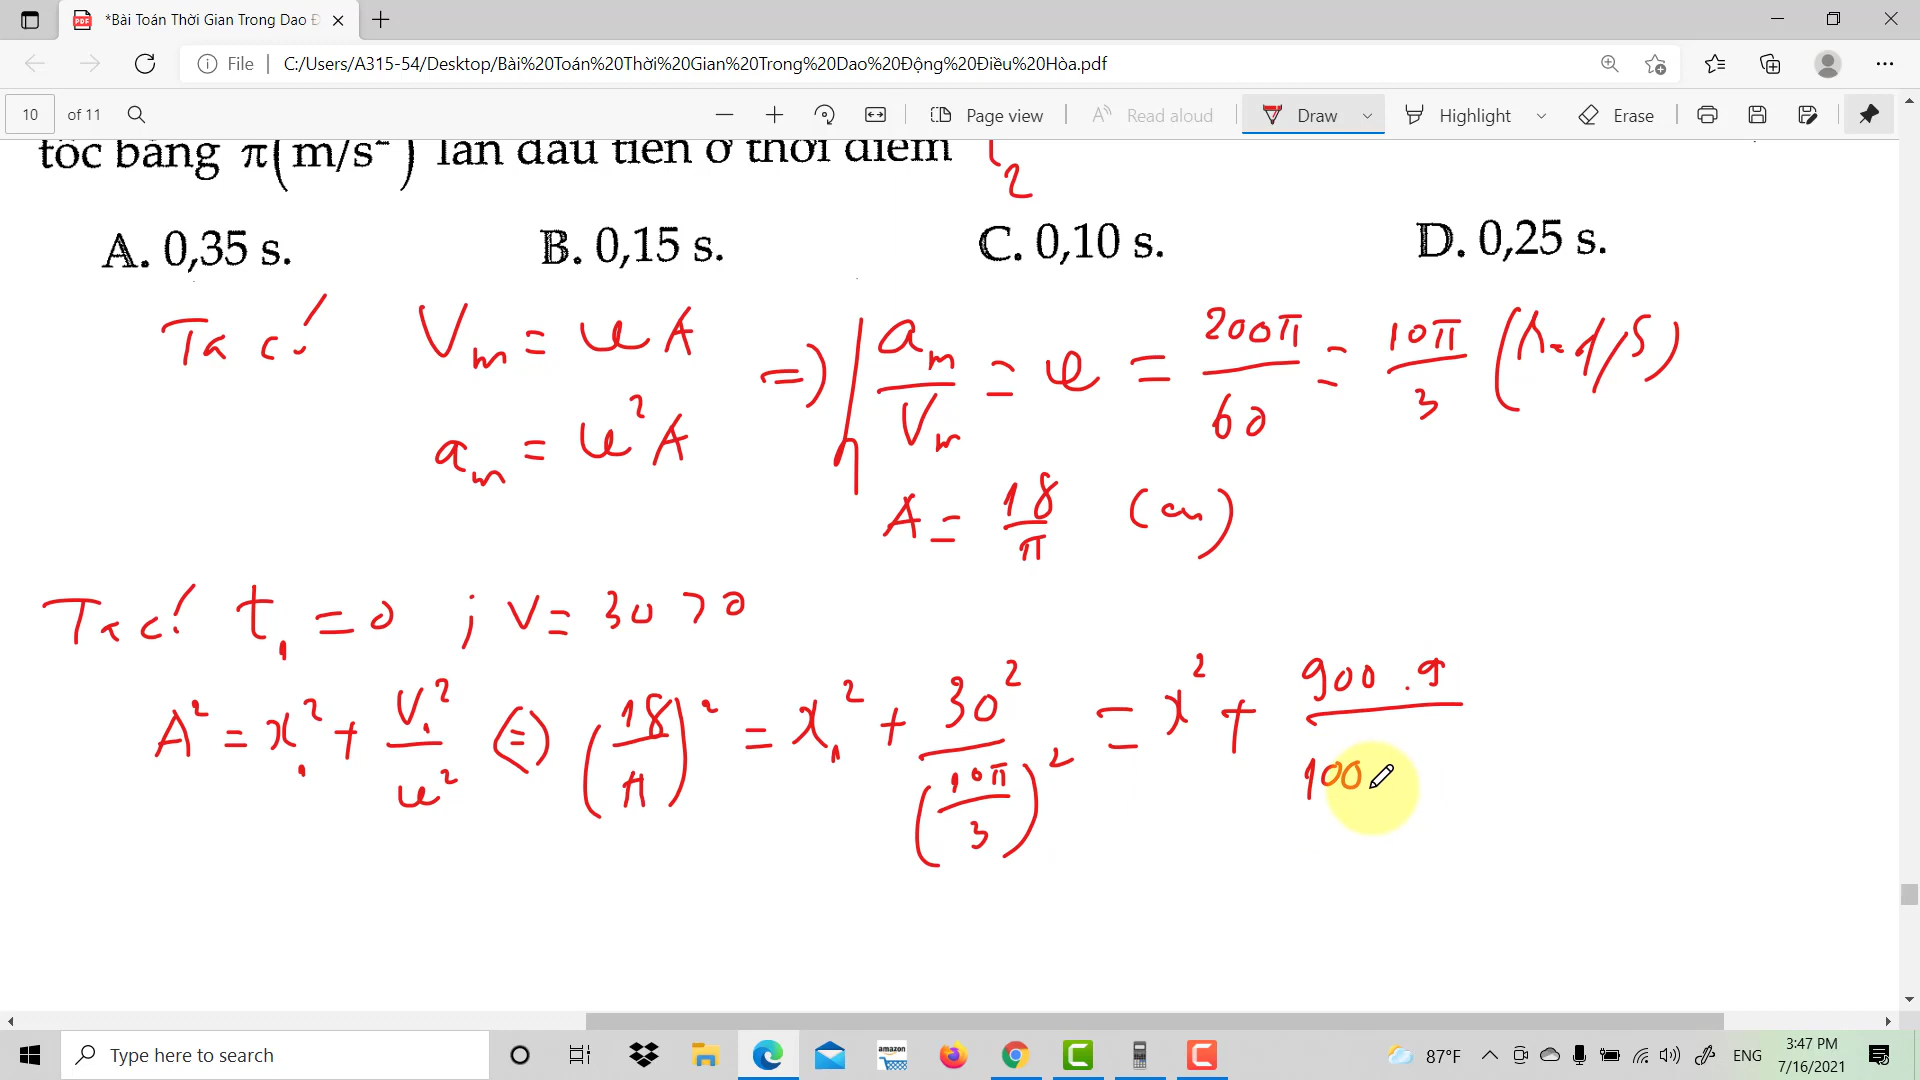 *Bài Toán Thời Gian Trong Dao Đ
File C:/Users/A315-54/Desktop/Bài%20Toán%20Thời%20Gian%20Trong%20Dao%20Động%20Điều%20Hòa.pdf
10 of 11 Page view Read aloud Draw Highlight Erase
tốc bằng π(m/s²) lần đầu tiên ở thời điểm
2
A. 0,35 s. B. 0,15 s. C. 0,10 s. D. 0,25 s.
Ta có: Vm = ωA => am/Vm = ω = 200π/60 = 10π/3 (rad/s)
am = ω²A
A = 18/π (cm)
Ta có: t₁ = 0 ; V = 30 > 0
A² = x₁² + V₁²/ω² (=) (18/π)² = x₁² + 30²/(10π/3)² = x² + 900.9/100
Type here to search
amazon
87°F
ENG
3:47 PM
7/16/2021